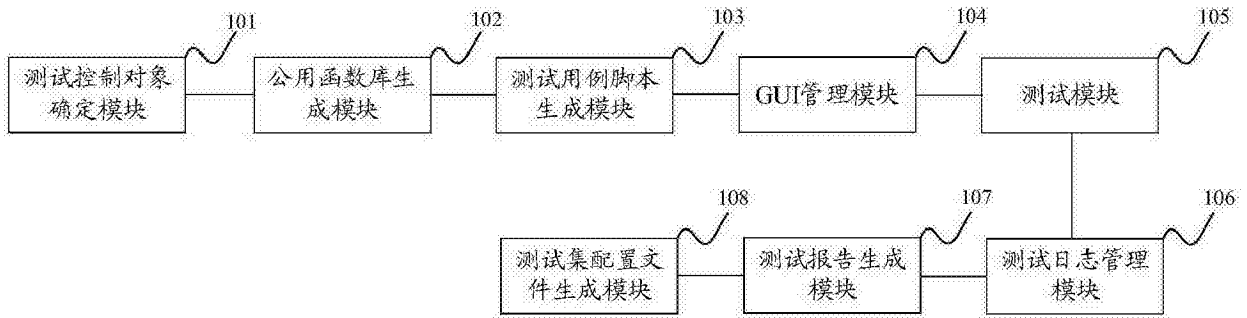 101
102
103
104
105
测试控制对象
确定模块
公用函数库生
成模块
测试用例脚本
生成模块
GUI管理模块
测试模块
108
107
106
测试集配置文
件生成模块
测试报告生成
模块
测试日志管理
模块